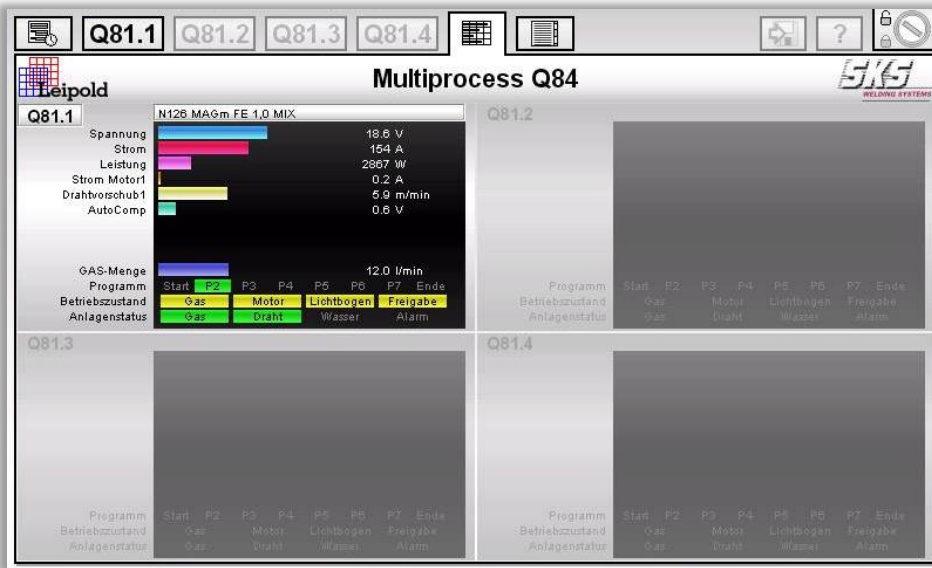 Q81.1 Q81.2 Q81.3 Q81.4 ?
Leipold
Multiprocess Q84
SKS
WELDING SYSTEMS
Q81.1
N126 MAGm FE 1,0 MIX
Spannung 18.6 V
Strom 154 A
Leistung 2867 W
Strom Motor1 0.2 A
Drahtvorschub1 5.9 m/min
AutoComp 0.6 V
GAS-Menge 12.0 l/min
Programm Start P2 P3 P4 P5 P6 P7 Ende
Betriebszustand Gas Motor Lichtbogen Freigabe
Anlagenstatus Gas Draht Wasser Alarm
Q81.2
Programm Start P2 P3 P4 P5 P6 P7 Ende
Betriebszustand Gas Motor Lichtbogen Freigabe
Anlagenstatus Gas Draht Wasser Alarm
Q81.3
Programm Start P2 P3 P4 P5 P6 P7 Ende
Betriebszustand Gas Motor Lichtbogen Freigabe
Anlagenstatus Gas Draht Wasser Alarm
Q81.4
Programm Start P2 P3 P4 P5 P6 P7 Ende
Betriebszustand Gas Motor Lichtbogen Freigabe
Anlagenstatus Gas Draht Wasser Alarm